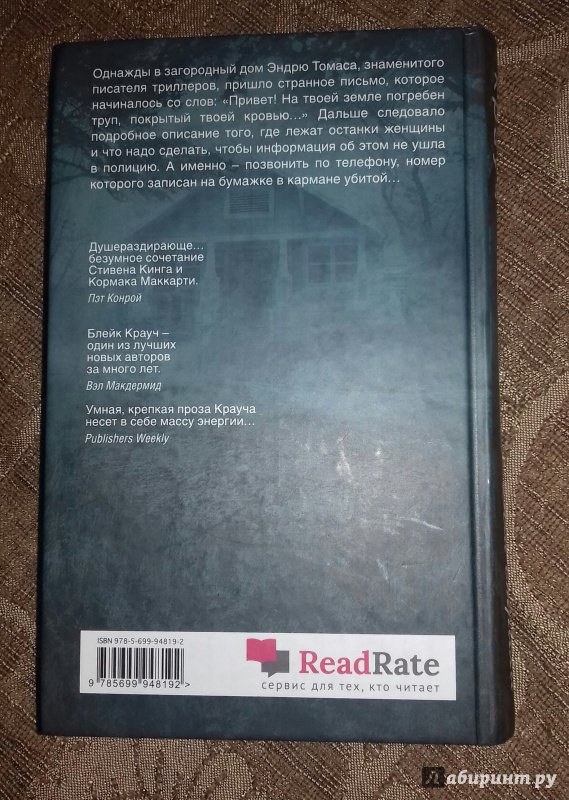 Однажды в загородный дом Эндрю Томаса, знаменитого
писателя триллеров, пришло странное письмо, которое
начиналось со слов: «Привет! На твоей земле погребен
труп, покрытый твоей кровью...» Дальше следовало
подробное описание того, где лежат останки женщины
и что надо сделать, чтобы информация об этом не ушла
в полицию. А именно – позвонить по телефону, номер
которого записан на бумажке в кармане убитой...
Душераздирающе...
безумное сочетание
Стивена Кинга и
Кормака Маккарти.
Пэт Конрой
Блейк Крауч –
один из лучших
новых авторов
за много лет.
Вэл Макдермид
Умная, крепкая проза Крауча
несет в себе массу энергии...
Publishers Weekly
ISBN 978-5-699-94819-2
9 785699 948192 >
ReadRate
сервис для тех, кто читает
Лабиринт.ру